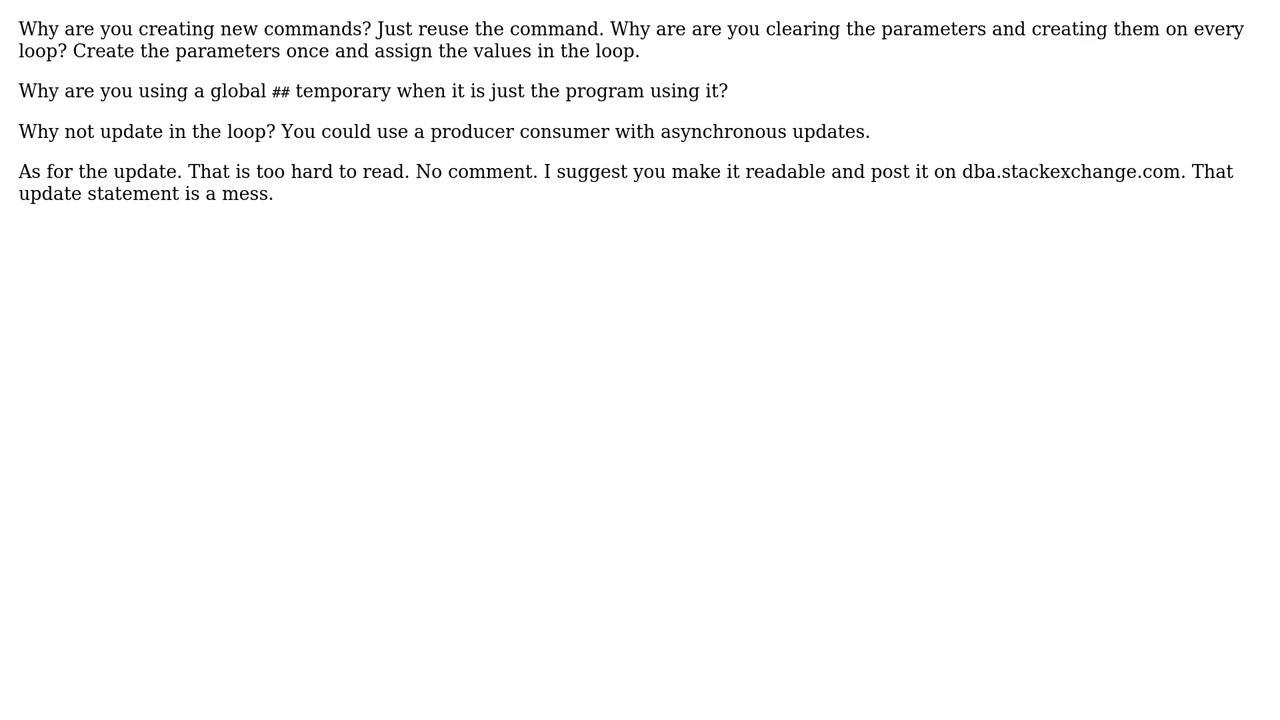 Why are you creating new commands? Just reuse the command. Why are are you clearing the parameters and creating them on every
loop? Create the parameters once and assign the values in the loop.
Why are you using a global ## temporary when it is just the program using it?
Why not update in the loop? You could use a producer consumer with asynchronous updates.
As for the update. That is too hard to read. No comment. I suggest you make it readable and post it on dba.stackexchange.com. That
update statement is a mess.